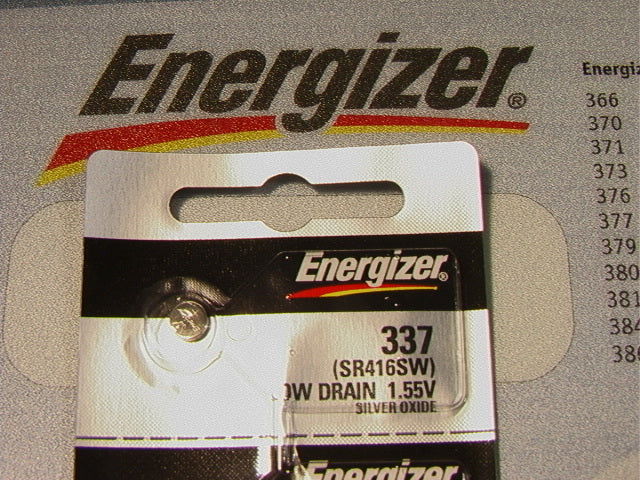 Energizer®
Energiz
366
370
371
373
376
377
379
380
381
384
386
Energizer®
337
(SR416SW)
OW DRAIN 1.55V
SILVER OXIDE
Energizer